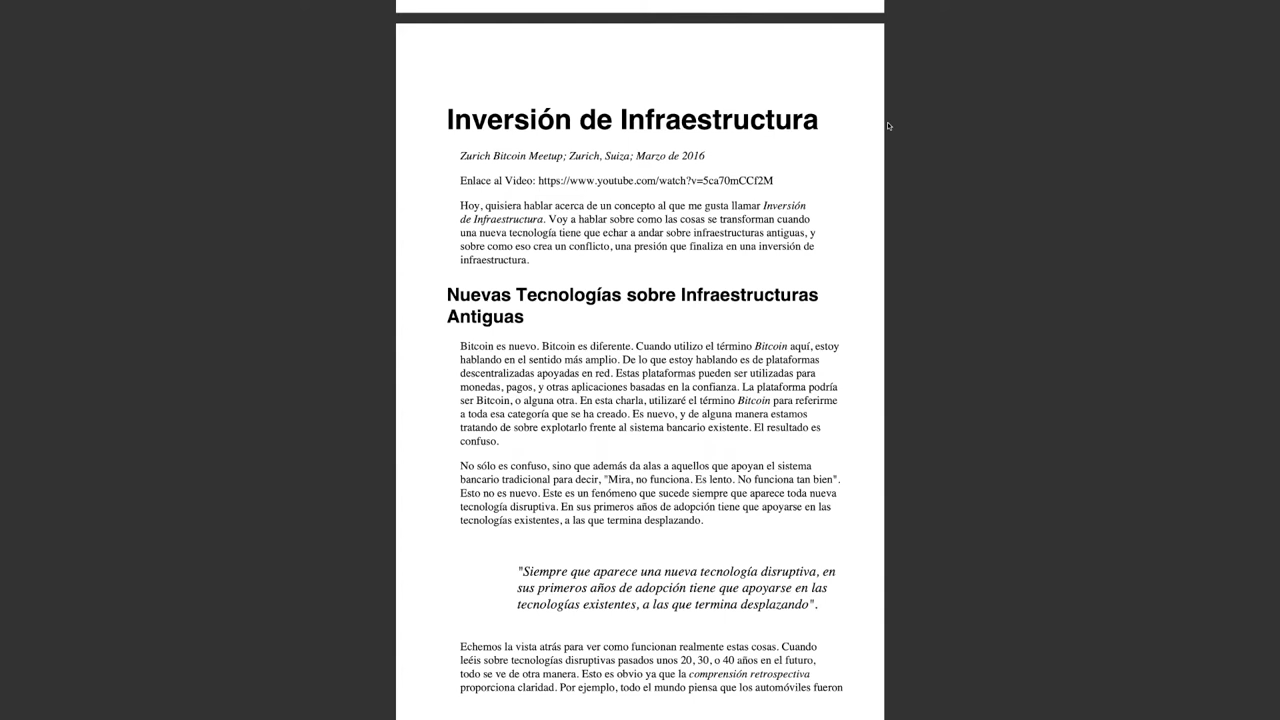 Inversión de Infraestructura
Zurich Bitcoin Meetup; Zurich, Suiza; Marzo de 2016
Enlace al Video: https://www.youtube.com/watch?v=5ca70mCCf2M
Hoy, quisiera hablar acerca de un concepto al que me gusta llamar Inversión
de Infraestructura. Voy a hablar sobre como las cosas se transforman cuando
una nueva tecnología tiene que echar a andar sobre infraestructuras antiguas, y
sobre como eso crea un conflicto, una presión que finaliza en una inversión de
infraestructura.
Nuevas Tecnologías sobre Infraestructuras
Antiguas
Bitcoin es nuevo. Bitcoin es diferente. Cuando utilizo el término Bitcoin aquí, estoy
hablando en el sentido más amplio. De lo que estoy hablando es de plataformas
descentralizadas apoyadas en red. Estas plataformas pueden ser utilizadas para
monedas, pagos, y otras aplicaciones basadas en la confianza. La plataforma podría
ser Bitcoin, o alguna otra. En esta charla, utilizaré el término Bitcoin para referirme
a toda esa categoría que se ha creado. Es nuevo, y de alguna manera estamos
tratando de sobre explotarlo frente al sistema bancario existente. El resultado es
confuso.
No sólo es confuso, sino que además da alas a aquellos que apoyan el sistema
bancario tradicional para decir, "Mira, no funciona. Es lento. No funciona tan bien".
Esto no es nuevo. Este es un fenómeno que sucede siempre que aparece toda nueva
tecnología disruptiva. En sus primeros años de adopción tiene que apoyarse en las
tecnologías existentes, a las que termina desplazando.
"Siempre que aparece una nueva tecnología disruptiva, en
sus primeros años de adopción tiene que apoyarse en las
tecnologías existentes, a las que termina desplazando".
Echemos la vista atrás para ver como funcionan realmente estas cosas. Cuando
leéis sobre tecnologías disruptivas pasados unos 20, 30, o 40 años en el futuro,
todo se ve de otra manera. Esto es obvio ya que la comprensión retrospectiva
proporciona claridad. Por ejemplo, todo el mundo piensa que los automóviles fueron